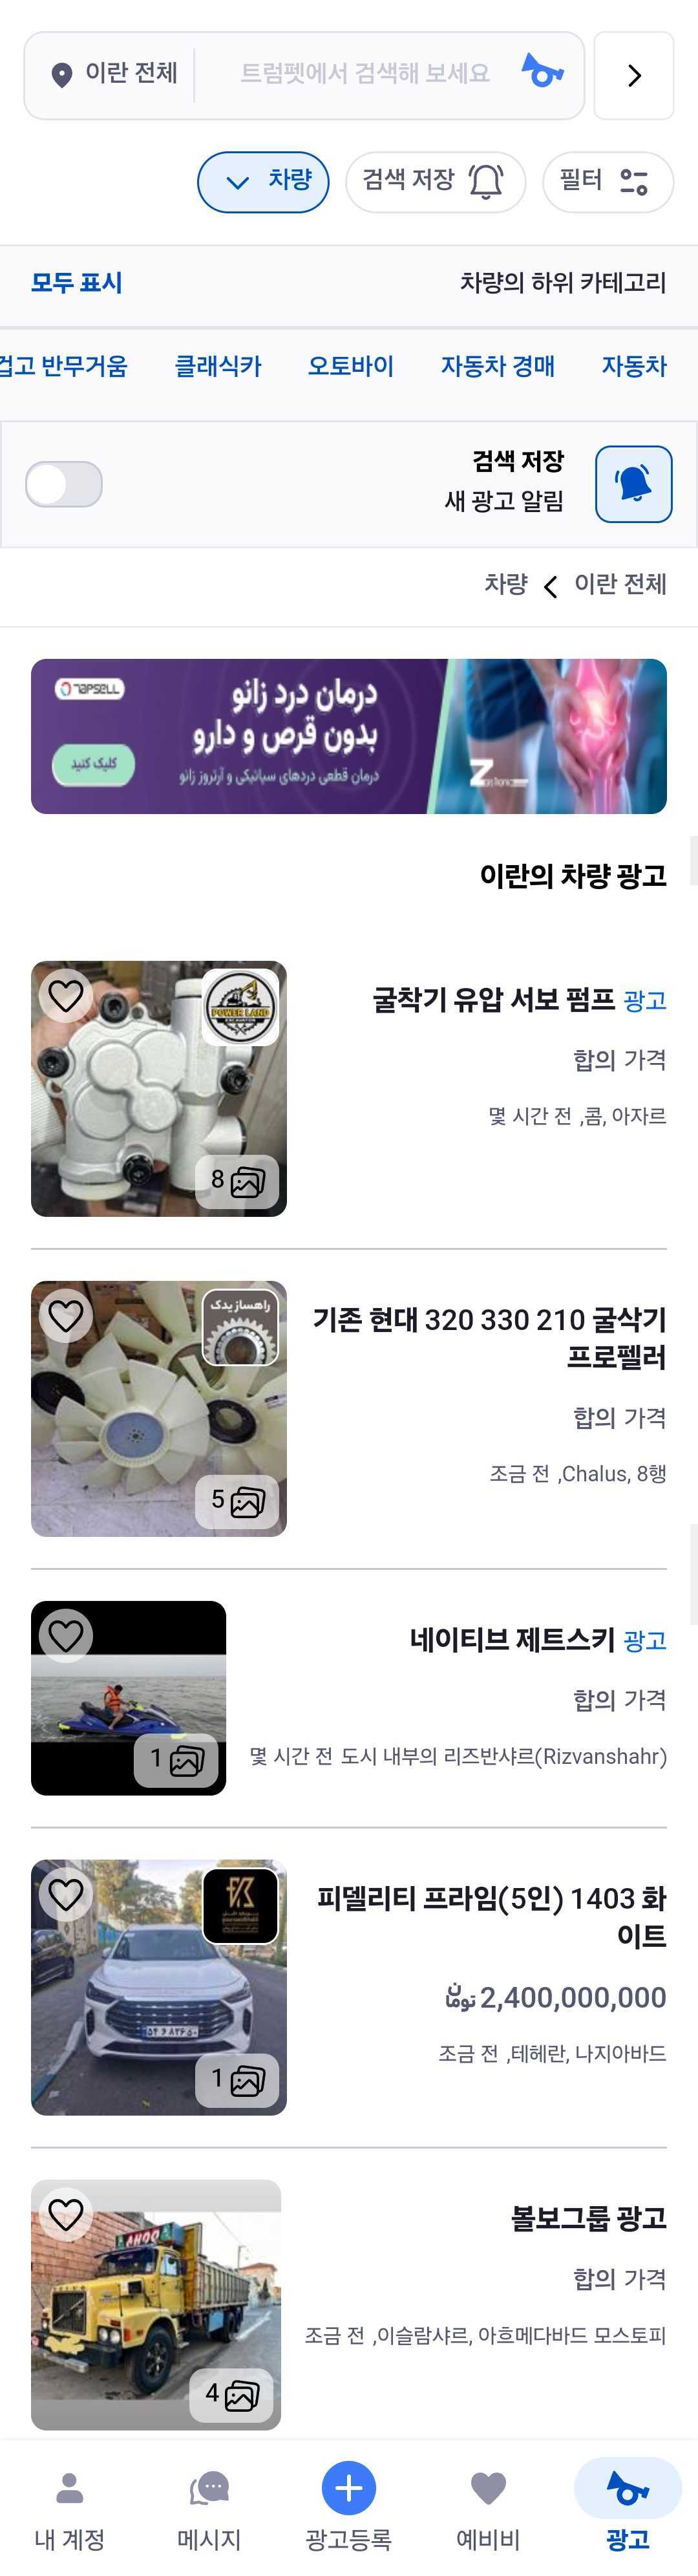 이란 전체
트럼펫에서 검색해 보세요
차량
검색 저장
필터
모두 표시
차량의 하위 카테고리
겁고 반무거움
클래식카
오토바이
자동차 경매
자동차
검색 저장
새 광고 알림
차량 < 이란 전체
TAPSELL
درمان درد زانو
بدون قرص و دارو
درمان قطعی دردهای سیاتیکی و آرتروز زانو
کلیک کنید
이란의 차량 광고
POWER LAND
EXCAVATOR
굴착기 유압 서보 펌프 광고
합의 가격
몇 시간 전 ,콤, 아자르
8
راهساز یدک
기존 현대 320 330 210 굴삭기
프로펠러
합의 가격
조금 전 ,Chalus, 8행
5
네이티브 제트스키 광고
합의 가격
몇 시간 전 도시 내부의 리즈반샤르(Rizvanshahr)
1
피델리티 프라임(5인) 1403 화
이트
2,400,000,000 تومان
조금 전 ,테헤란, 나지아바드
1
볼보그룹 광고
합의 가격
조금 전 ,이슬람샤르, 아흐메다바드 모스토피
4
내 계정
메시지
광고등록
예비비
광고